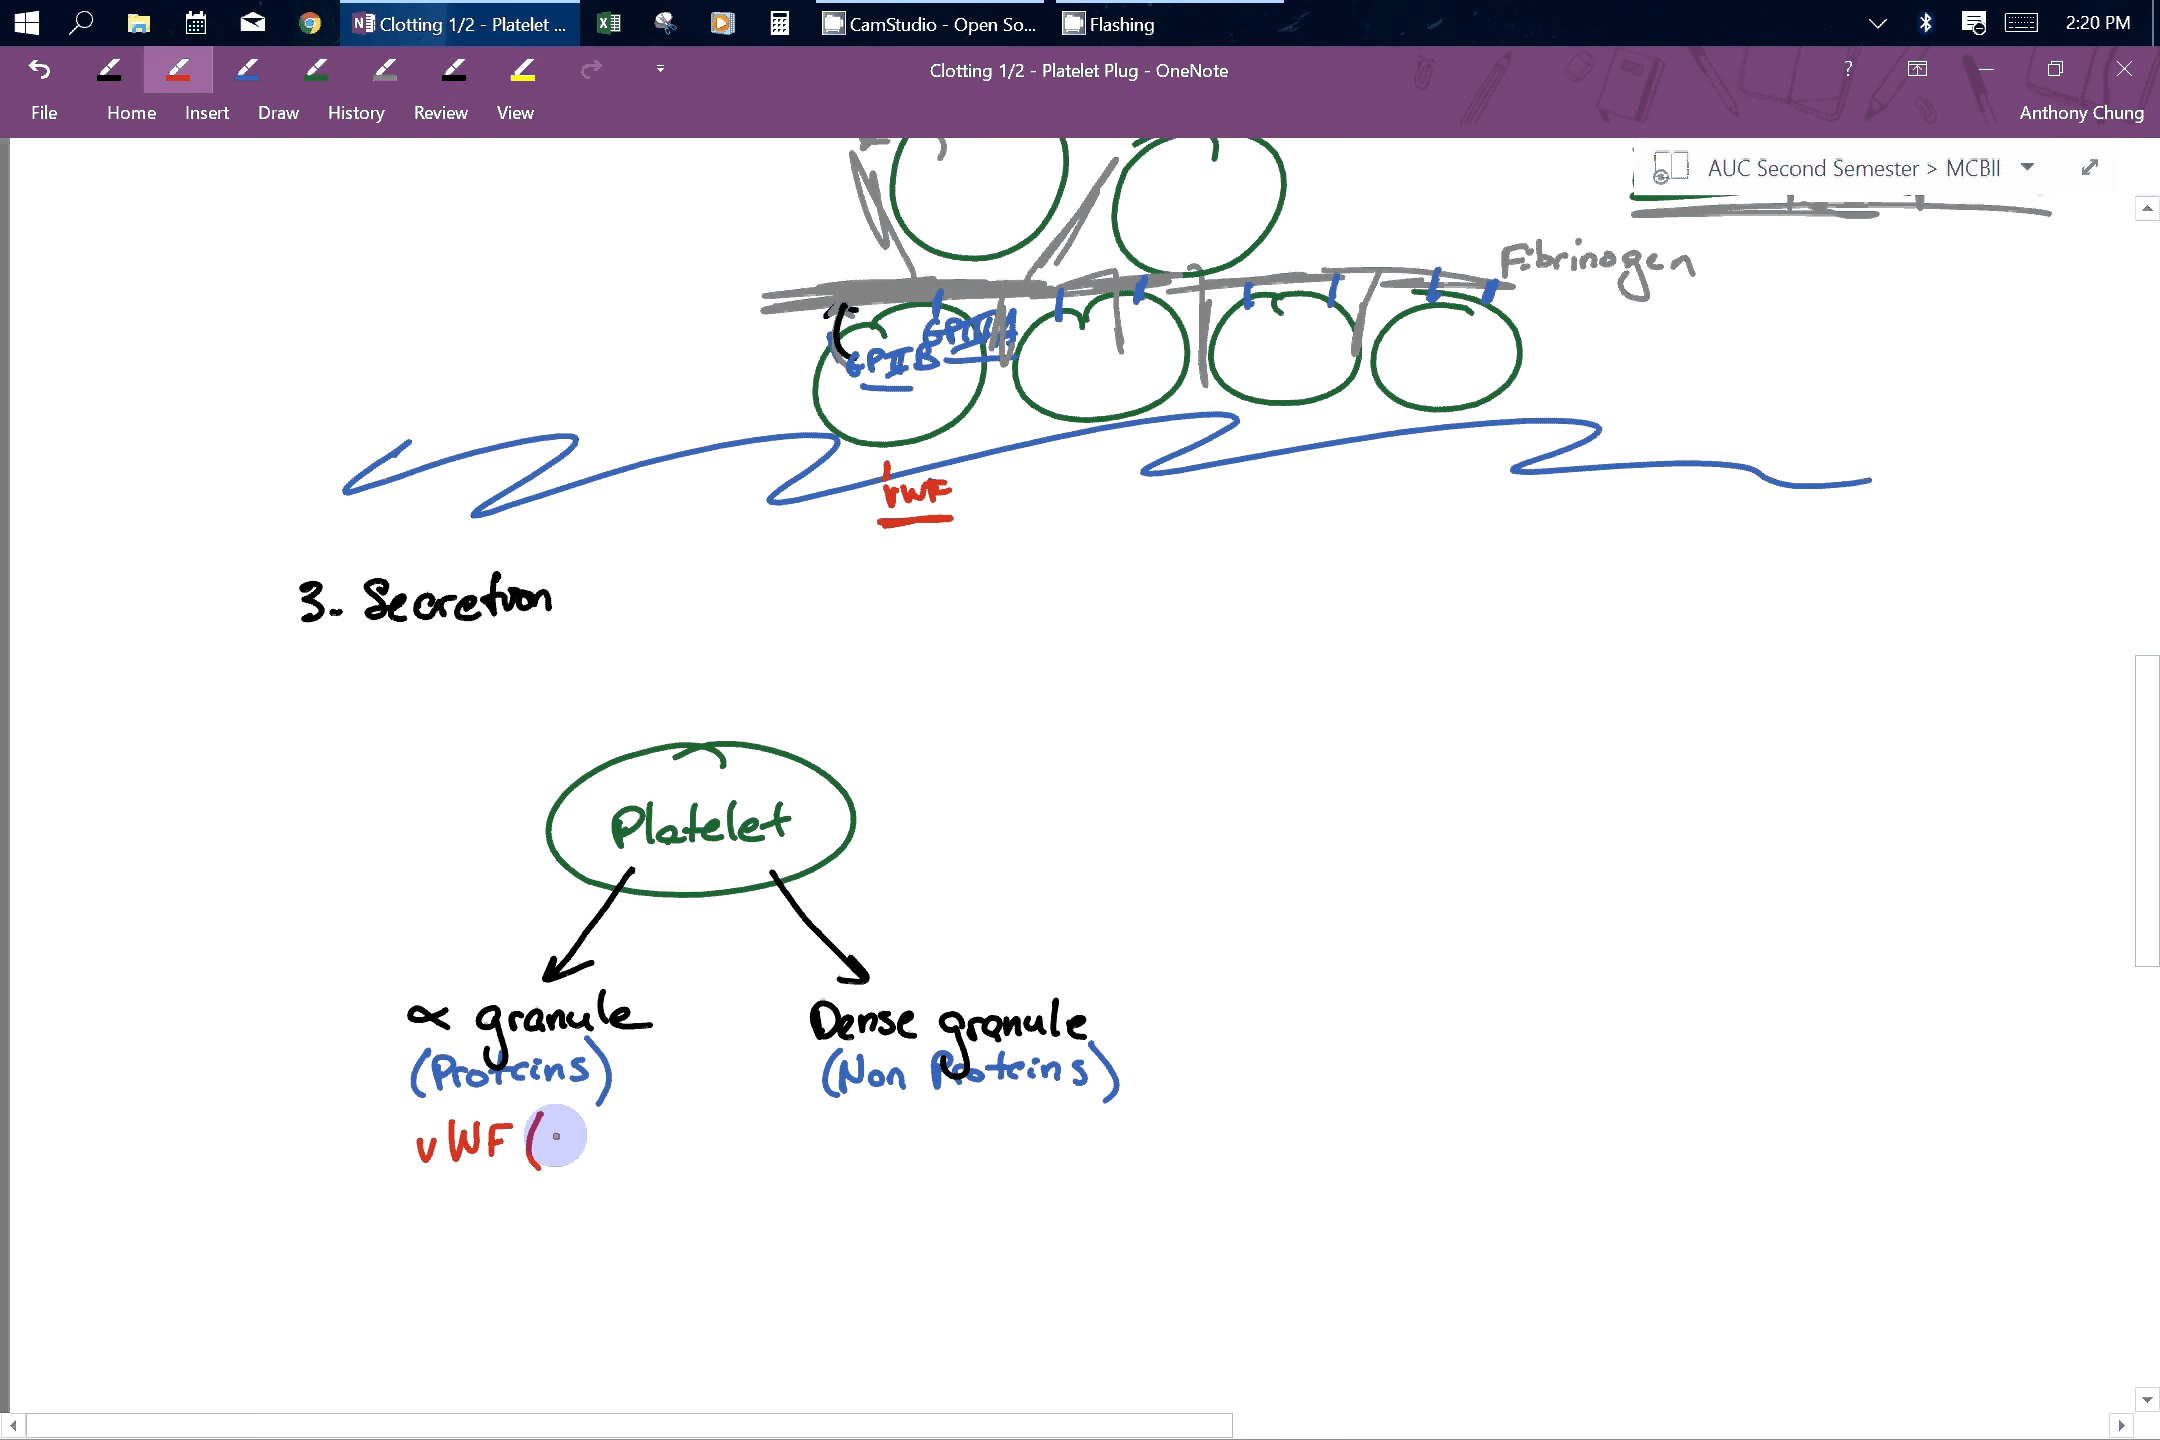 Clotting 1/2 - Platelet ...
CamStudio - Open So...
Flashing
2:20 PM
Clotting 1/2 - Platelet Plug - OneNote
?
File Home Insert Draw History Review View
Anthony Chung
AUC Second Semester > MCBII
Fibrinogen
GPIIIA
GPIIB
vWF
3. Secretion
Platelet
∝ granule Dense granule
(Proteins) (Non Proteins)
vWF (